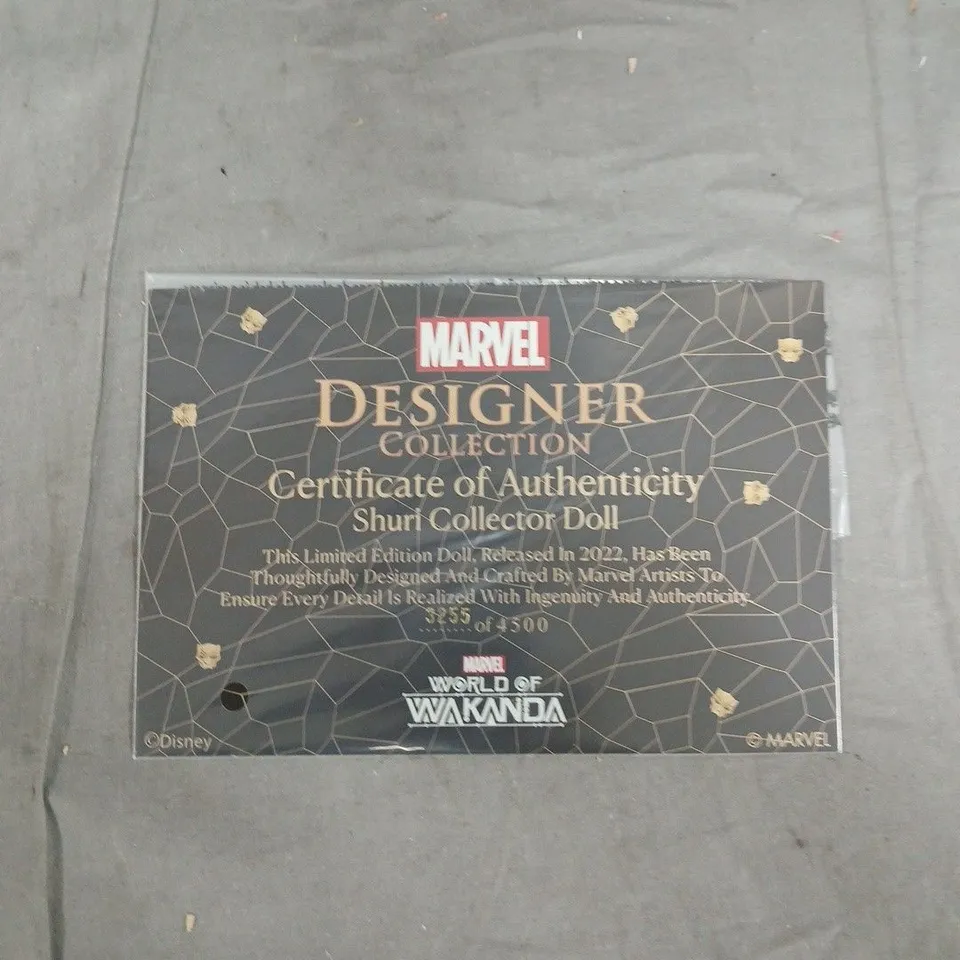 MARVEL
DESIGNER
COLLECTION
Certificate of Authenticity
Shuri Collector Doll
This Limited Edition Doll, Released In 2022, Has Been
Thoughtfully Designed And Crafted By Marvel Artists To
Ensure Every Detail Is Realized With Ingenuity And Authenticity
3255 of 4500
MARVEL
WORLD OF
WAKANDA
©Disney
© MARVEL